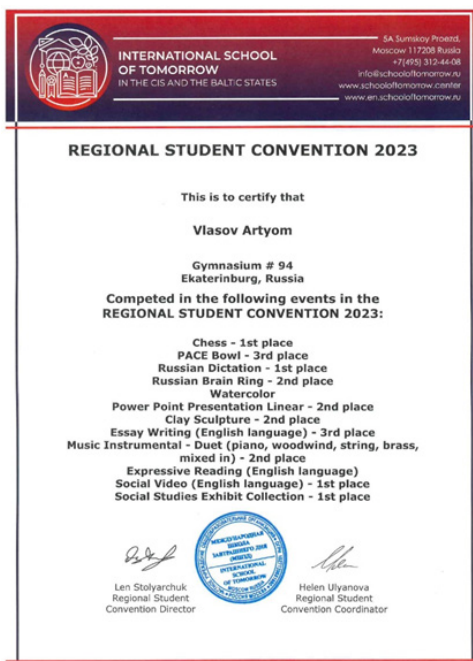 INTERNATIONAL SCHOOL
OF TOMORROW
IN THE CIS AND THE BALTIC STATES
5A Sumskoy Proezd,
Moscow 117208 Russia
+7(495) 312-44-08
info@schooloftomorrow.ru
www.schooloftomorrow.center
www.en.schooloftomorrow.ru
REGIONAL STUDENT CONVENTION 2023
This is to certify that
Vlasov Artyom
Gymnasium # 94
Ekaterinburg, Russia
Competed in the following events in the
REGIONAL STUDENT CONVENTION 2023:
Chess - 1st place
PACE Bowl - 3rd place
Russian Dictation - 1st place
Russian Brain Ring - 2nd place
Watercolor
Power Point Presentation Linear - 2nd place
Clay Sculpture - 2nd place
Essay Writing (English language) - 3rd place
Music Instrumental - Duet (piano, woodwind, string, brass,
mixed in) - 2nd place
Expressive Reading (English language)
Social Video (English language) - 1st place
Social Studies Exhibit Collection - 1st place
МЕЖДУНАРОДНАЯ
ШКОЛА
ЗАВТРАШНЕГО ДНЯ
(МШЗД)
INTERNATIONAL
SCHOOL
OF TOMORROW
Len Stolyarchuk
Regional Student
Convention Director
Helen Ulyanova
Regional Student
Convention Coordinator